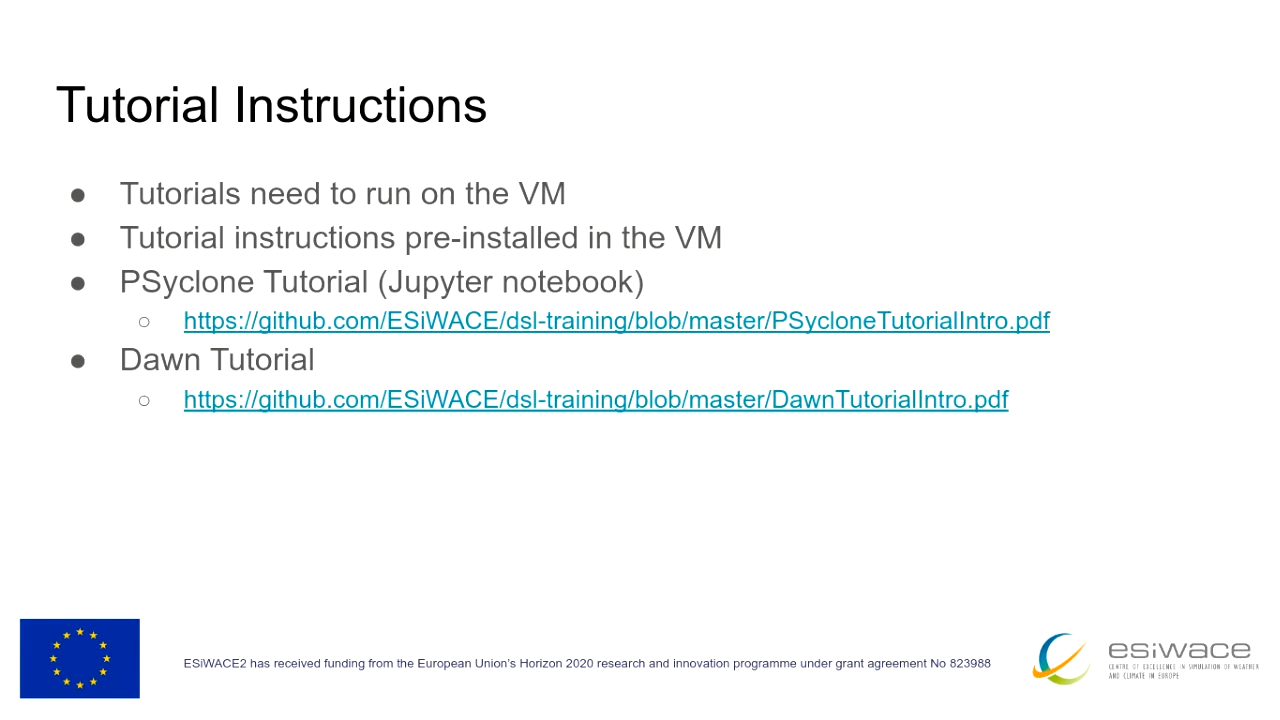 Tutorial Instructions
● Tutorials need to run on the VM
● Tutorial instructions pre-installed in the VM
● PSyclone Tutorial (Jupyter notebook)
○ https://github.com/ESiWACE/dsl-training/blob/master/PSycloneTutorialIntro.pdf
● Dawn Tutorial
○ https://github.com/ESiWACE/dsl-training/blob/master/DawnTutorialIntro.pdf
ESiWACE2 has received funding from the European Union’s Horizon 2020 research and innovation programme under grant agreement No 823988
esiwace
CENTRE OF EXCELLENCE IN SIMULATION OF WEATHER
AND CLIMATE IN EUROPE